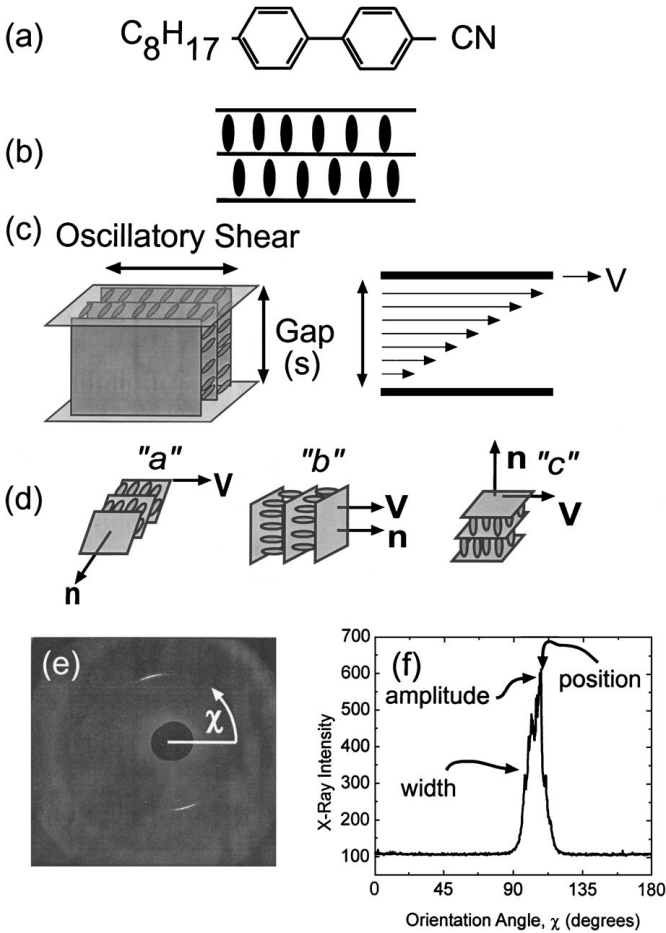 (a)
C8H17
CN
(b)
(c)
Oscillatory Shear
Gap
(s)
V
(d)
"a"
V
n
"b"
V
n
n
"c"
V
(e)
χ
(f)
700
600
500
400
300
200
100
X-Ray Intensity
amplitude
position
width
0 45 90 135 180
Orientation Angle, χ (degrees)